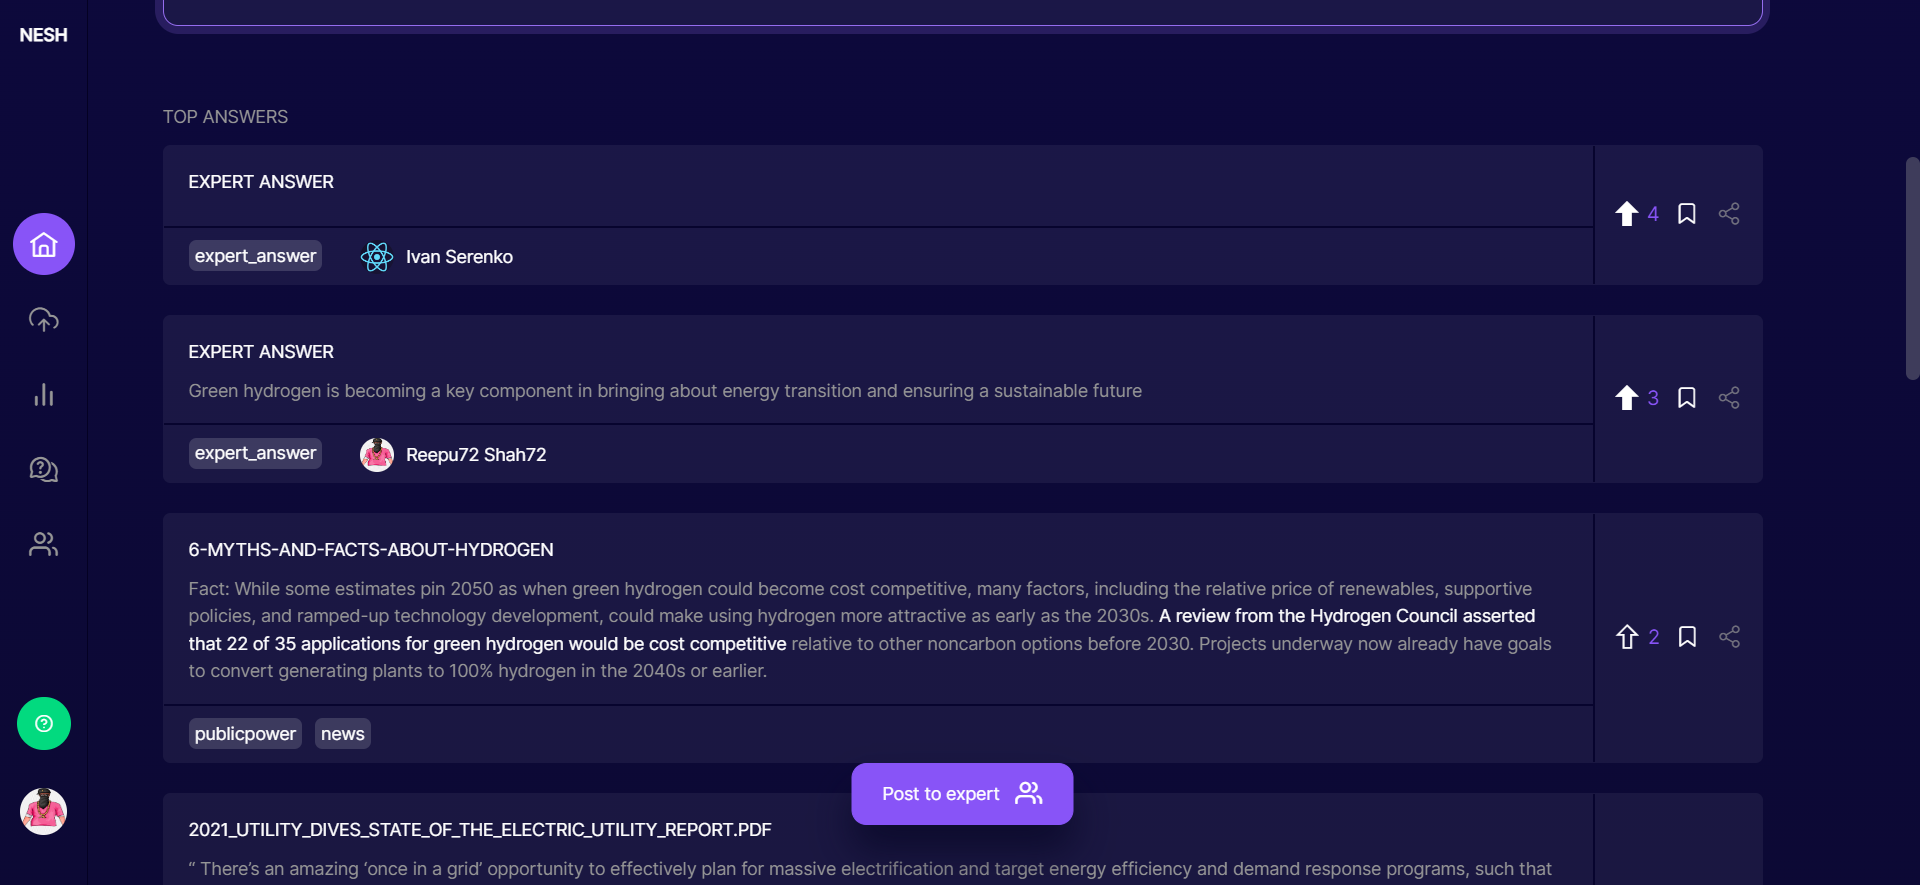 NESH
TOP ANSWERS
EXPERT ANSWER
4
expert_answer Ivan Serenko
EXPERT ANSWER
Green hydrogen is becoming a key component in bringing about energy transition and ensuring a sustainable future
3
expert_answer Reepu72 Shah72
6-MYTHS-AND-FACTS-ABOUT-HYDROGEN
Fact: While some estimates pin 2050 as when green hydrogen could become cost competitive, many factors, including the relative price of renewables, supportive
policies, and ramped-up technology development, could make using hydrogen more attractive as early as the 2030s. A review from the Hydrogen Council asserted
that 22 of 35 applications for green hydrogen would be cost competitive relative to other noncarbon options before 2030. Projects underway now already have goals
to convert generating plants to 100% hydrogen in the 2040s or earlier.
2
publicpower news
Post to expert
2021_UTILITY_DIVES_STATE_OF_THE_ELECTRIC_UTILITY_REPORT.PDF
“ There’s an amazing ‘once in a grid’ opportunity to effectively plan for massive electrification and target energy efficiency and demand response programs, such that